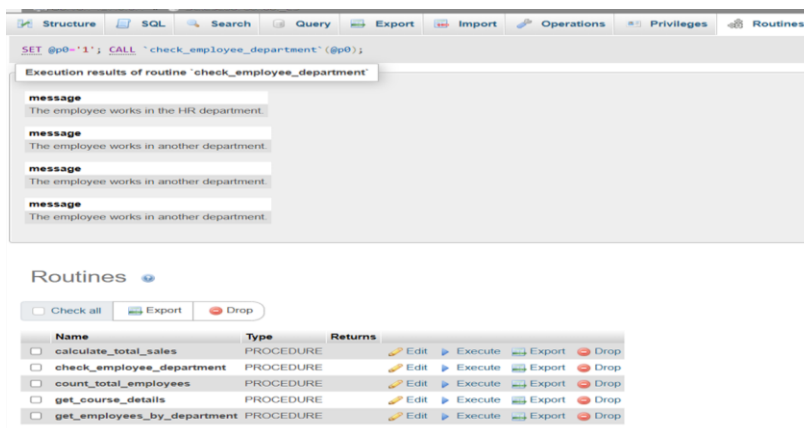 Structure SQL Search Query Export Import Operations Privileges Routines
SET @p0='1'; CALL `check_employee_department`(@p0);
Execution results of routine `check_employee_department`
message
The employee works in the HR department.
message
The employee works in another department.
message
The employee works in another department.
message
The employee works in another department.
Routines
Check all Export Drop
Name Type Returns
calculate_total_sales PROCEDURE Edit Execute Export Drop
check_employee_department PROCEDURE Edit Execute Export Drop
count_total_employees PROCEDURE Edit Execute Export Drop
get_course_details PROCEDURE Edit Execute Export Drop
get_employees_by_department PROCEDURE Edit Execute Export Drop